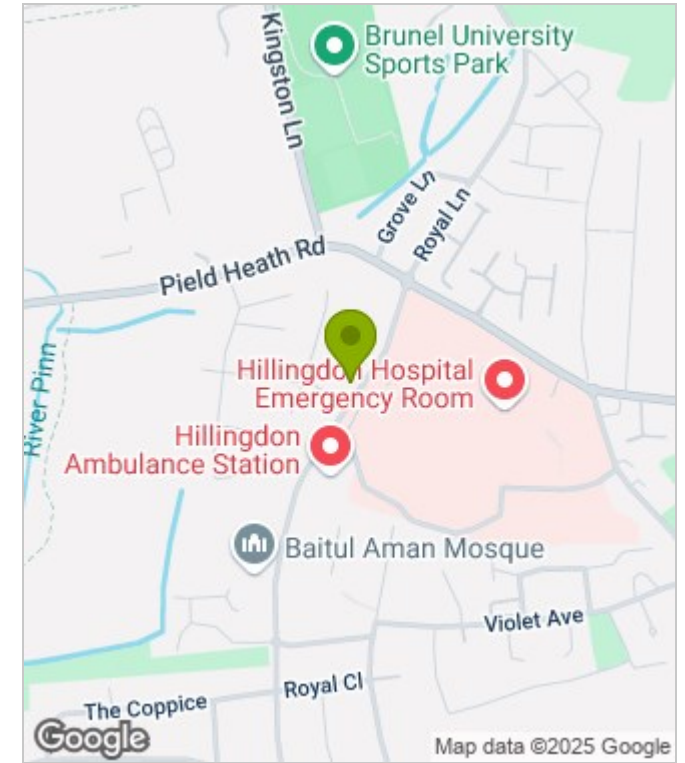 Kingston Ln
Brunel University
Sports Park
Grove Ln
Royal Ln
Pield Heath Rd
River Pinn
Hillingdon Hospital
Emergency Room
Hillingdon
Ambulance Station
Baitul Aman Mosque
Violet Ave
Royal Cl
The Coppice
Google
Map data ©2025 Google